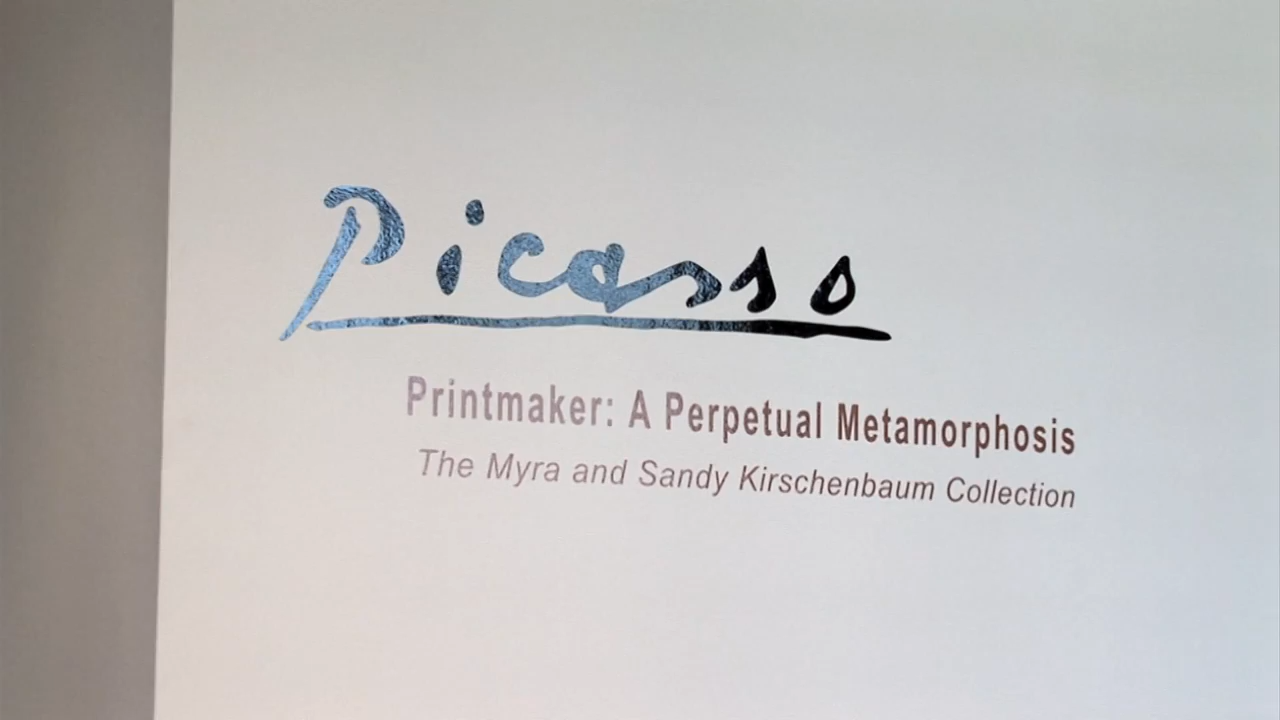 Picasso
Printmaker: A Perpetual Metamorphosis
The Myra and Sandy Kirschenbaum Collection